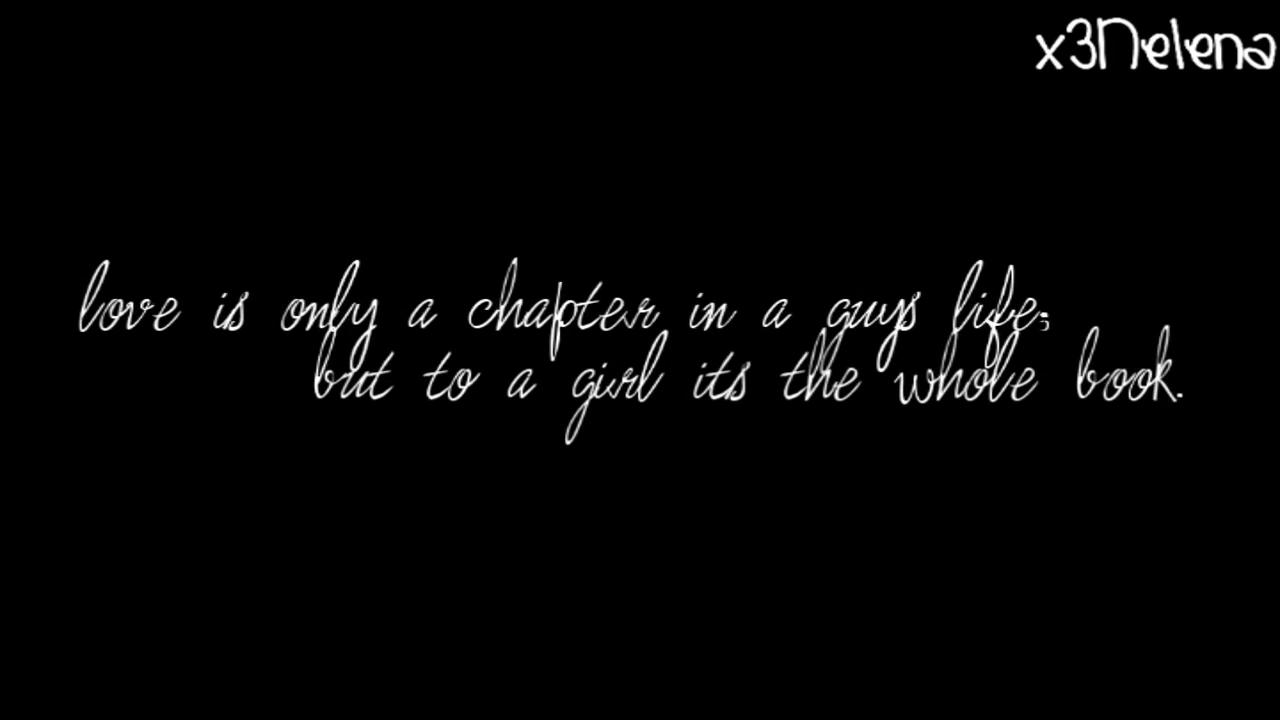 x3Nelena
love is only a chapter in a guys life;
but to a girl its the whole book.